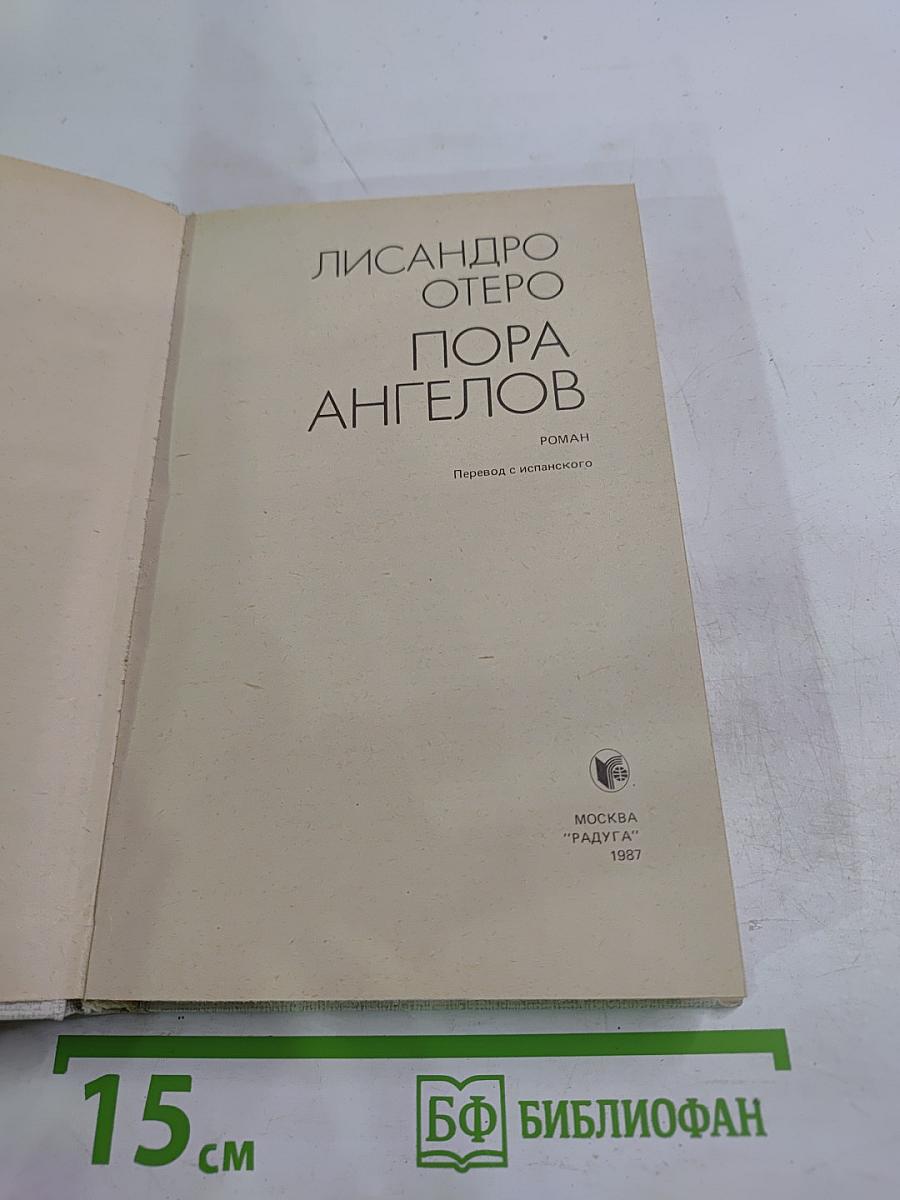 ЛИСАНДРО
ОТЕРО
ПОРА
АНГЕЛОВ
РОМАН
Перевод с испанского
МОСКВА
"РАДУГА"
1987
15 см
БФ БИБЛИОФАН